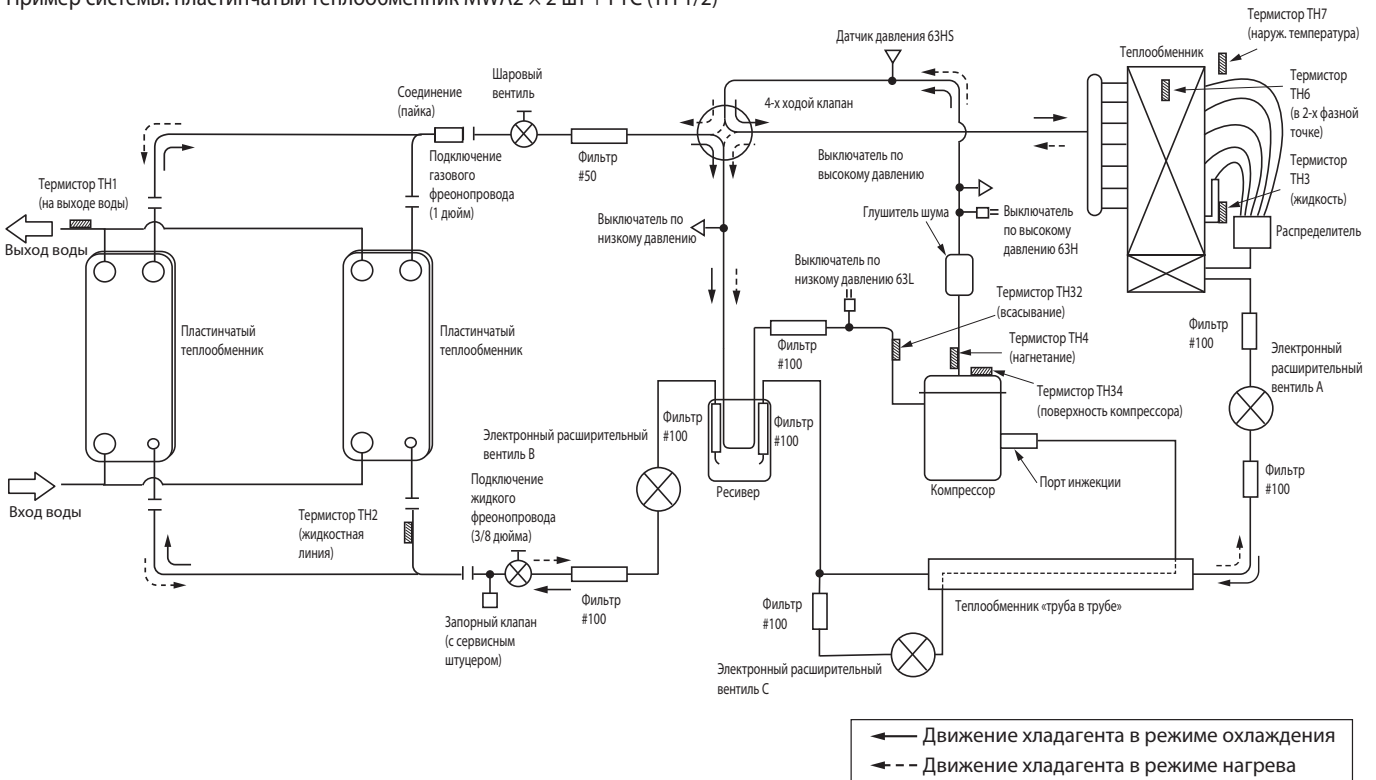 Пример системы: пластинчатый теплообменник MWA2 × 2 шт
Термистор TH7
(наруж. температура)
Датчик давления 63HS
Теплообменник
Шаровый
вентиль
Термистор
TH6
(в 2-х фазной
точке)
Соединение
(пайка)
4-х ходой клапан
Подключение
газового
фреонопровода
(1 дюйм)
Фильтр
#50
Выключатель по
высокому давлению
Термистор
TH3
(жидкость)
Термистор TH1
(на выходе воды)
Выход воды
Выключатель по
низкому давлению
Глушитель шума
Выключатель
по высокому
давлению 63H
Распределитель
Выключатель по
низкому давлению 63L
Термистор TH32
(всасывание)
Пластинчатый
теплообменник
Пластинчатый
теплообменник
Фильтр
#100
Термистор TH4
(нагнетание)
Фильтр
#100
Электронный
расширительный
вентиль A
Термистор TH34
(поверхность компрессора)
Фильтр
#100
Фильтр
#100
Электронный расширительный
вентиль B
Подключение
жидкого
фреонопровода
(3/8 дюйма)
Ресивер
Компрессор
Порт инжекции
Фильтр
#100
Вход воды
Термистор TH2
(жидкостная
линия)
Фильтр
#100
Запорный клапан
(с сервисным
штуцером)
Фильтр
#100
Теплообменник «труба в трубе»
Электронный расширительный
вентиль C
Движение хладагента в режиме охлаждения
Движение хладагента в режиме нагрева